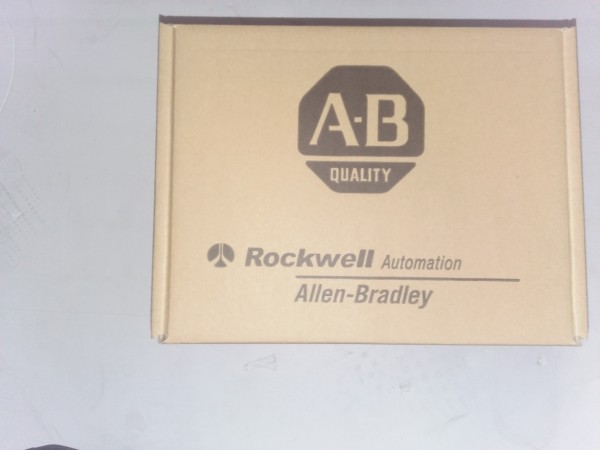 A-B
QUALITY
Rockwell Automation
Allen-Bradley